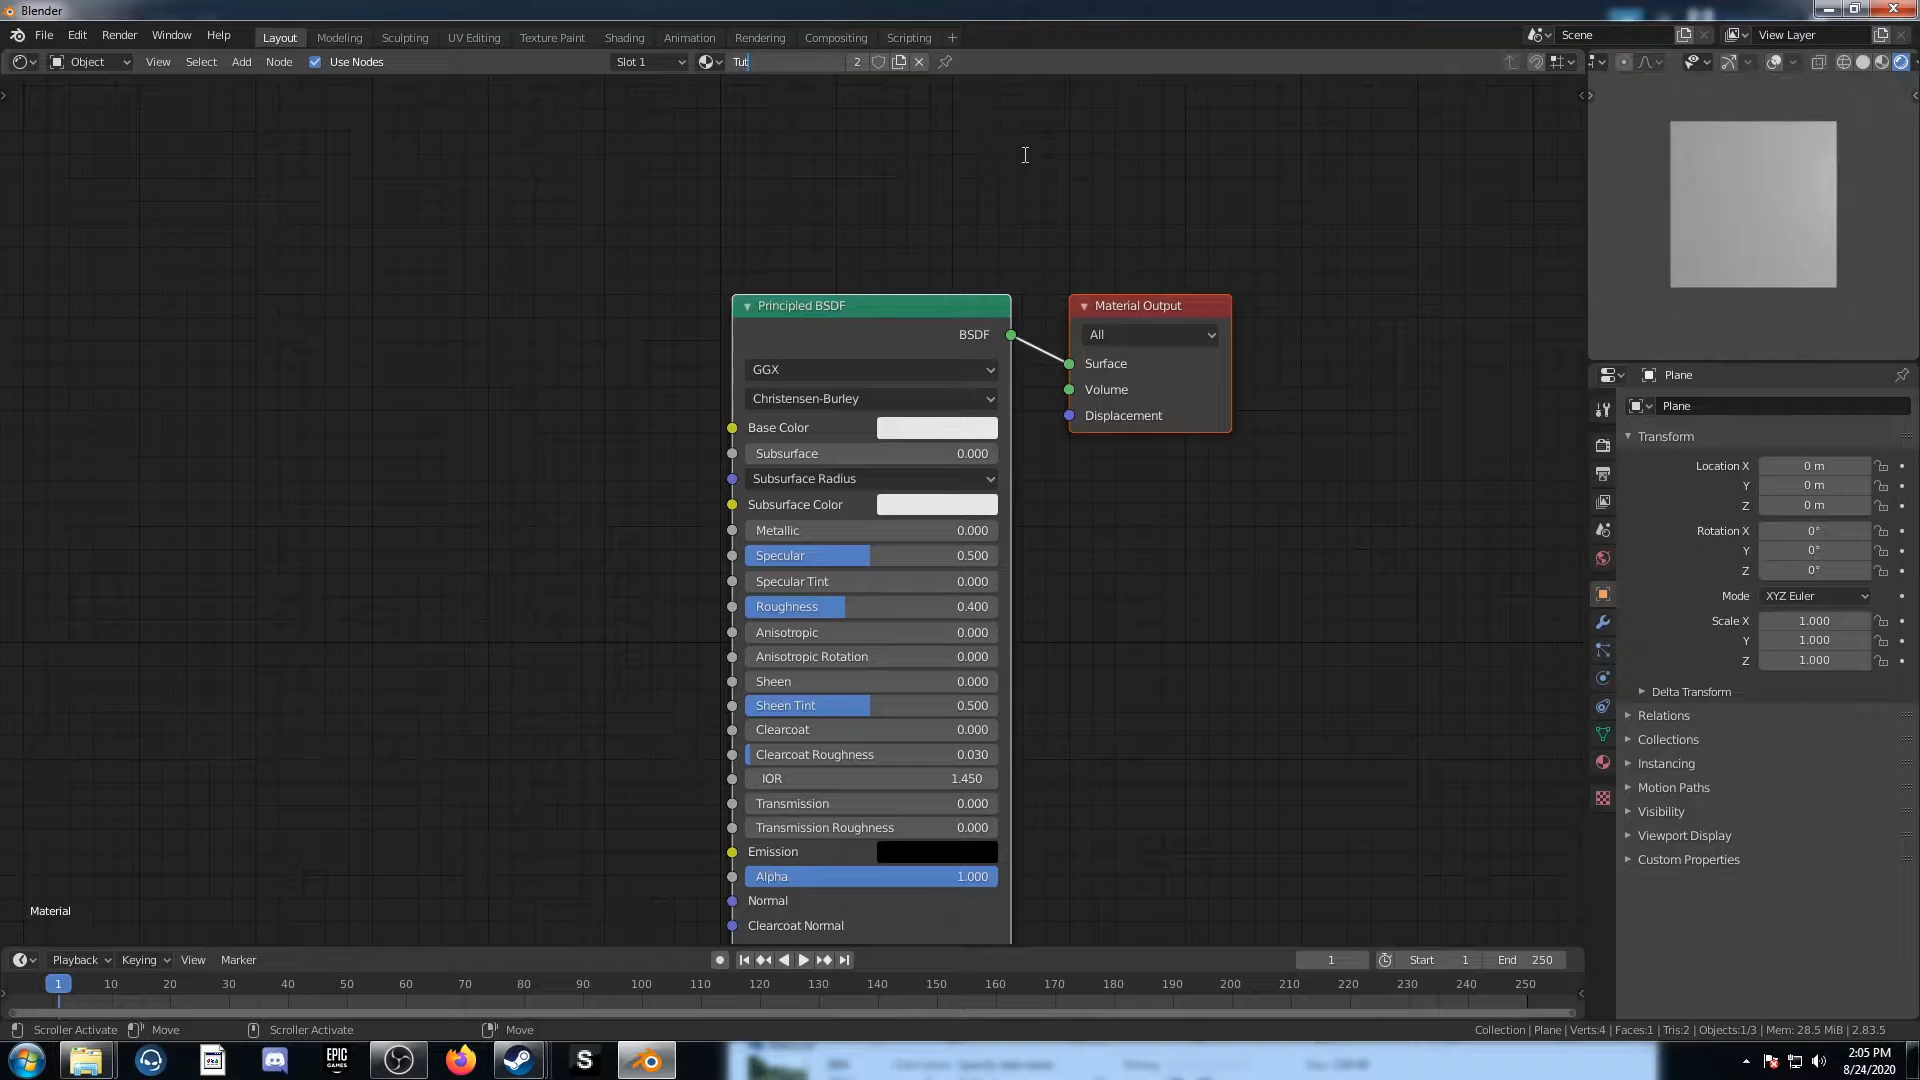 Blender
File Edit Render Window Help Layout Modeling Sculpting UV Editing Texture Paint Shading Animation Rendering Compositing Scripting + Scene View Layer
Object View Select Add Node Use Nodes Slot 1 Tut 2
Principled BSDF
BSDF
GGX
Christensen-Burley
Base Color
Subsurface 0.000
Subsurface Radius
Subsurface Color
Metallic 0.000
Specular 0.500
Specular Tint 0.000
Roughness 0.400
Anisotropic 0.000
Anisotropic Rotation 0.000
Sheen 0.000
Sheen Tint 0.500
Clearcoat 0.000
Clearcoat Roughness 0.030
IOR 1.450
Transmission 0.000
Transmission Roughness 0.000
Emission
Alpha 1.000
Normal
Clearcoat Normal
Material Output
All
Surface
Volume
Displacement
Plane
Plane
Transform
Location X 0 m
Y 0 m
Z 0 m
Rotation X 0°
Y 0°
Z 0°
Mode XYZ Euler
Scale X 1.000
Y 1.000
Z 1.000
Delta Transform
Relations
Collections
Instancing
Motion Paths
Visibility
Viewport Display
Custom Properties
Material
Playback Keying View Marker 1 Start 1 End 250
1 10 20 30 40 50 60 70 80 90 100 110 120 130 140 150 160 170 180 190 200 210 220 230 240 250
Scroller Activate Move Scroller Activate Move Collection | Plane | Verts:4 | Faces:1 | Tris:2 | Objects:1/3 | Mem: 28.5 MiB | 2.83.5
EPIC GAMES
S
2:05 PM
8/24/2020